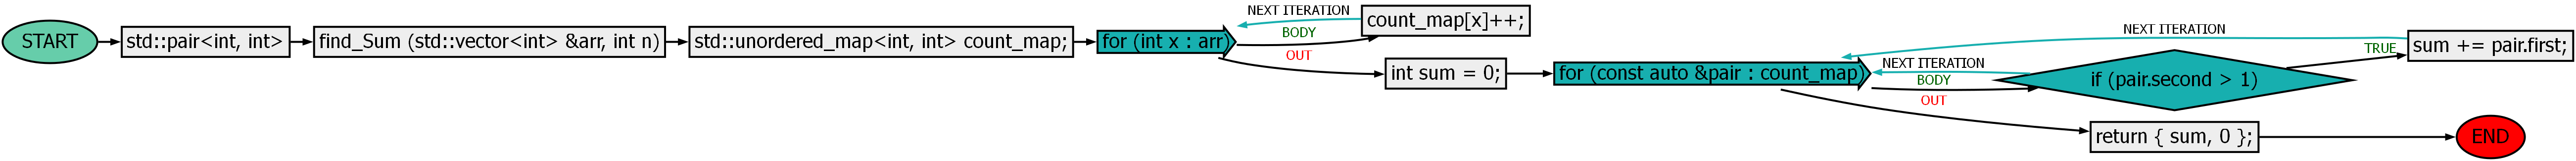 START
std::pair<int, int>
find_Sum (std::vector<int> &arr, int n)
std::unordered_map<int, int> count_map;
for (int x : arr)
NEXT ITERATION
BODY
OUT
count_map[x]++;
int sum = 0;
for (const auto &pair : count_map)
NEXT ITERATION
NEXT ITERATION
BODY
OUT
if (pair.second > 1)
TRUE
sum += pair.first;
return { sum, 0 };
END